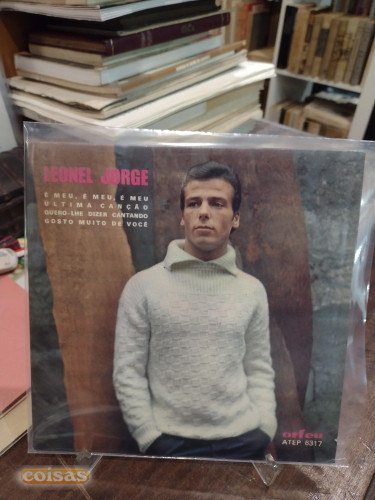 LEONEL JORGE
É MEU, É MEU, É MEU
ÚLTIMA CANÇÃO
QUERO-LHE DIZER CANTANDO
GOSTO MUITO DE VOCÊ
orfeu
ATEP 6317
coisas